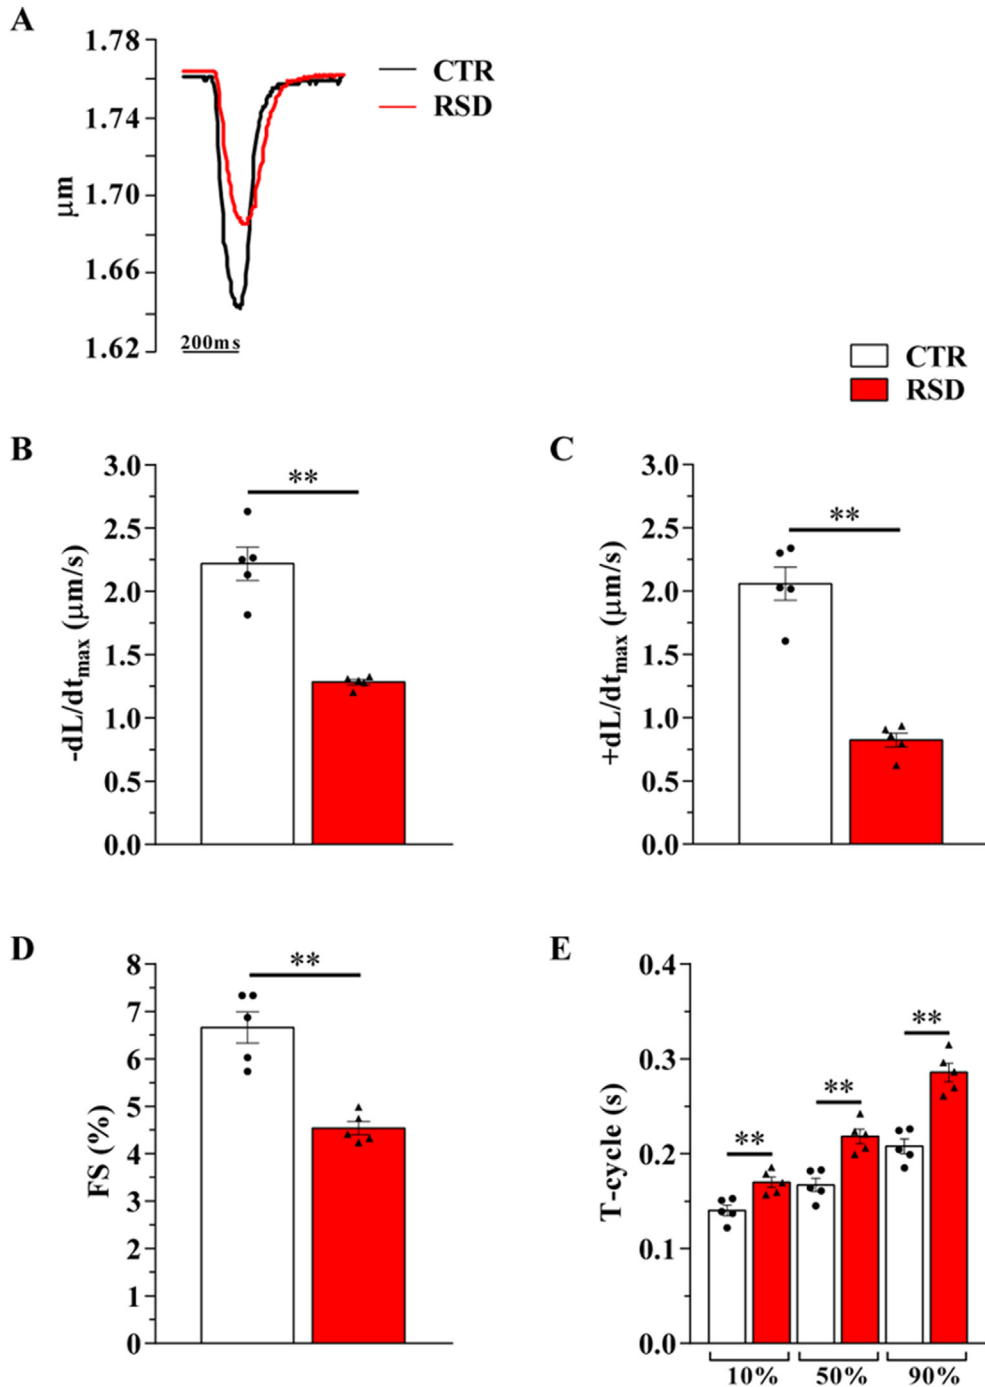 A
1.78
1.74
1.70
1.66
1.62
μm
200ms
CTR
RSD
CTR
RSD
B
3.0
2.5
2.0
1.5
1.0
0.5
0.0
-dL/dtmax (μm/s)
**
C
3.0
2.5
2.0
1.5
1.0
0.5
0.0
+dL/dtmax (μm/s)
**
D
8
7
6
5
4
3
2
1
0
FS (%)
**
E
0.4
0.3
0.2
0.1
0.0
T-cycle (s)
**
**
**
10%
50%
90%